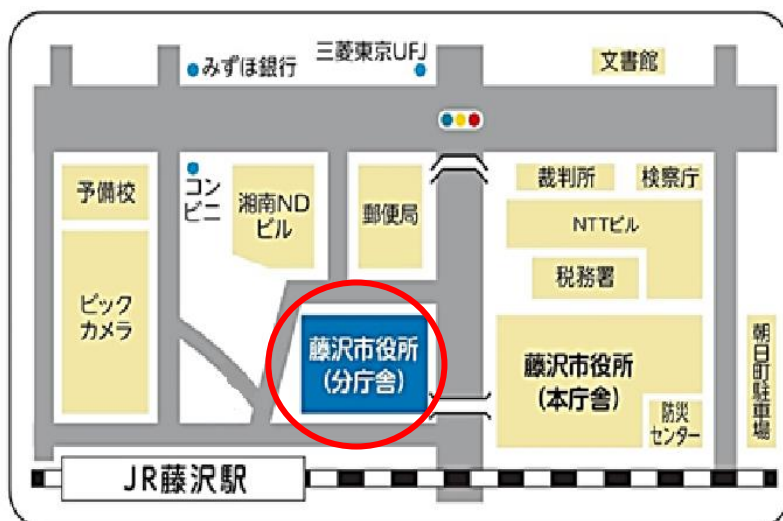 みずほ銀行
三菱東京UFJ
文書館
予備校
コン
ビニ
湘南ND
ビル
郵便局
裁判所
検察庁
NTTビル
税務署
ビック
カメラ
藤沢市役所
(分庁舎)
藤沢市役所
(本庁舎)
防災
センター
朝日町駐車場
JR藤沢駅